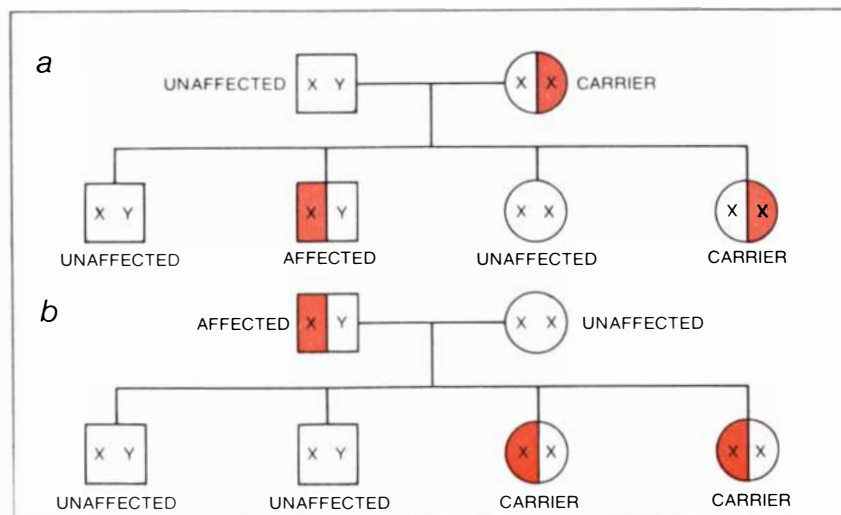 a
UNAFFECTED X Y X X CARRIER
X Y X Y X X X X
UNAFFECTED AFFECTED UNAFFECTED CARRIER
b
AFFECTED X Y X X UNAFFECTED
X Y X Y X X X X
UNAFFECTED UNAFFECTED CARRIER CARRIER